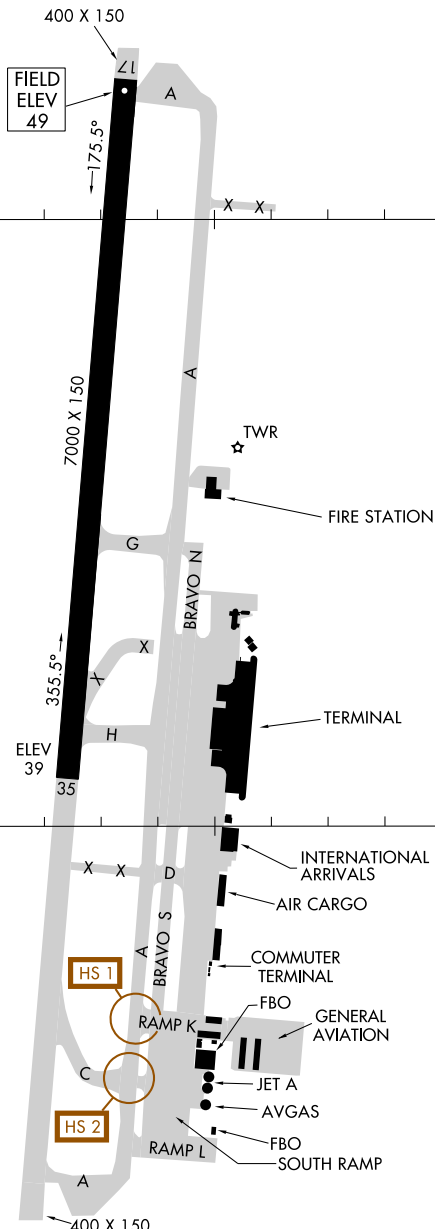 400 X 150
17
FIELD
ELEV
49
A
175.5°
X X
A
7000 X 150
TWR
FIRE STATION
G
BRAVO N
X
X
355.5°
TERMINAL
H
ELEV
39
35
INTERNATIONAL
ARRIVALS
X X
D
AIR CARGO
A
BRAVO S
COMMUTER
TERMINAL
HS 1
FBO
RAMP K
GENERAL
AVIATION
C
JET A
HS 2
AVGAS
FBO
RAMP L
SOUTH RAMP
A
400 X 150